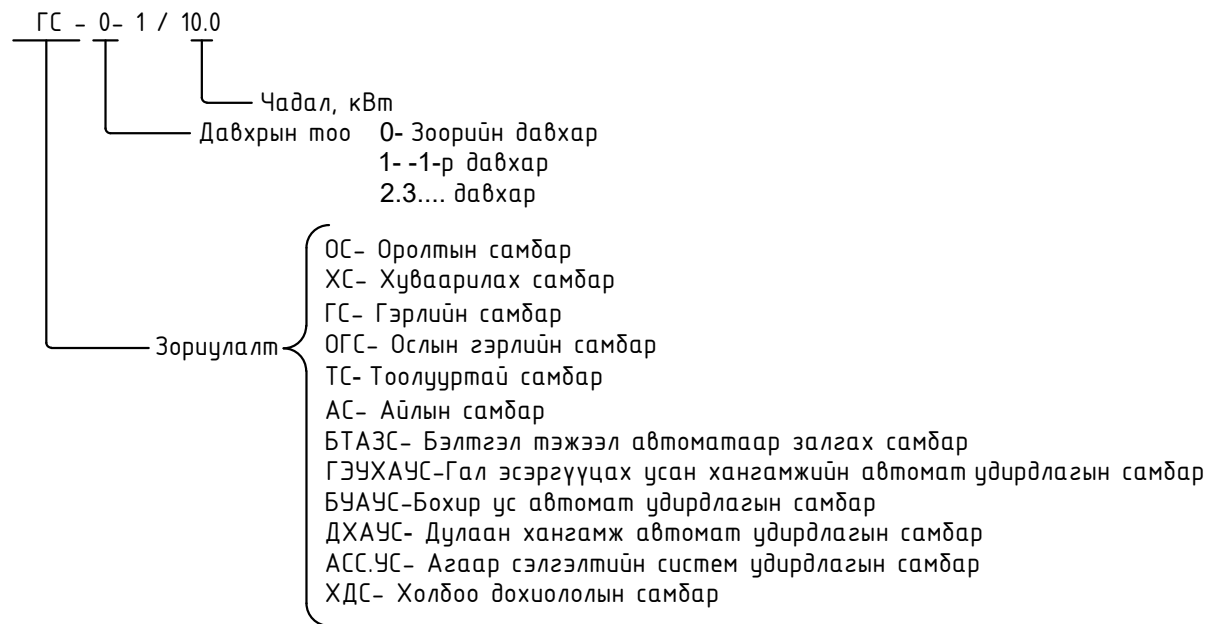 ГС - 0- 1 / 10.0
Чадал, кВт
Даврхын тоо 0- Зоорийн давхар
1- -1-р давхар
2.3.... давхар
ОС- Оролтын самбар
ХС- Хуваарилах самбар
ГС- Гэрлийн самбар
Зориулалт ОГС- Ослын гэрлийн самбар
ТС- Тоолууртай самбар
АС- Айлын самбар
БТАЗС- Бэлтгэл тэжээл автоматаар залгах самбар
ГЭУХАУС-Гал эсэргүүцах усан хангамжийн автомат удирдлагын самбар
БУАУС-Бохир ус автомат удирдлагын самбар
ДХАУС- Дулаан хангамж автомат удирдлагын самбар
АСС.УС- Агаар сэлгэлтийн систем удирдлагын самбар
ХДС- Холбоо дохиололын самбар